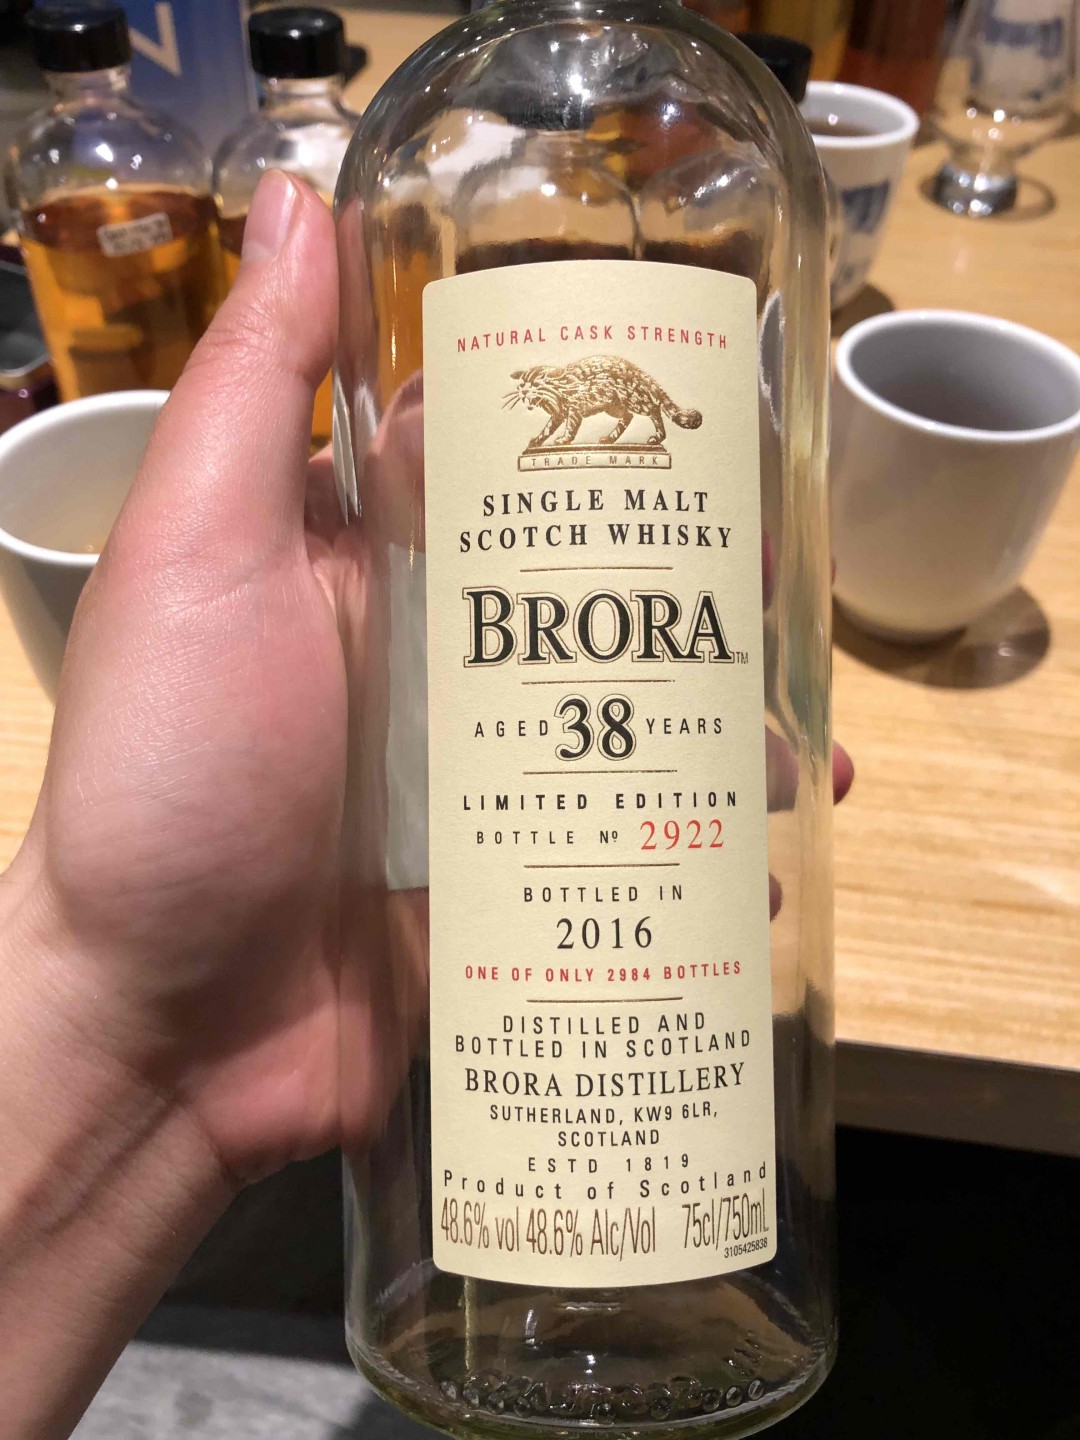 NATURAL CASK STRENGTH
TRADE MARK
SINGLE MALT
SCOTCH WHISKY
BRORA™
AGED 38 YEARS
LIMITED EDITION
BOTTLE Nº 2922
BOTTLED IN
2016
ONE OF ONLY 2984 BOTTLES
DISTILLED AND
BOTTLED IN SCOTLAND
BRORA DISTILLERY
SUTHERLAND, KW9 6LR,
SCOTLAND
ESTD 1819
Product of Scotland
48.6% vol 48.6% Alc/Vol 75cl/750mL
3105425838